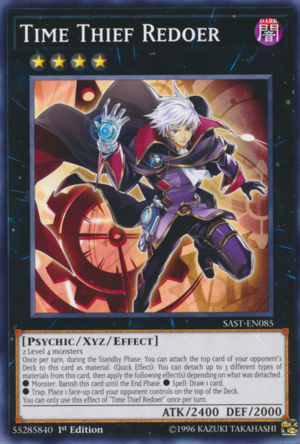 TIME THIEF REDOER
DARK
闇
SAST-EN085
[PSYCHIC/XYZ/EFFECT]
2 Level 4 monsters
Once per turn, during the Standby Phase: You can attach the top card of your opponent's
Deck to this card as material. (Quick Effect): You can detach up to 3 different types of
materials from this card, then apply the following effect(s) depending on what was detached.
● Monster: Banish this card until the End Phase. ● Spell: Draw 1 card.
● Trap: Place 1 face-up card your opponent controls on the top of the Deck.
You can only use this effect of "Time Thief Redoer" once per turn.
ATK/2400 DEF/2000
55285840 1st Edition ©1996 KAZUKI TAKAHASHI